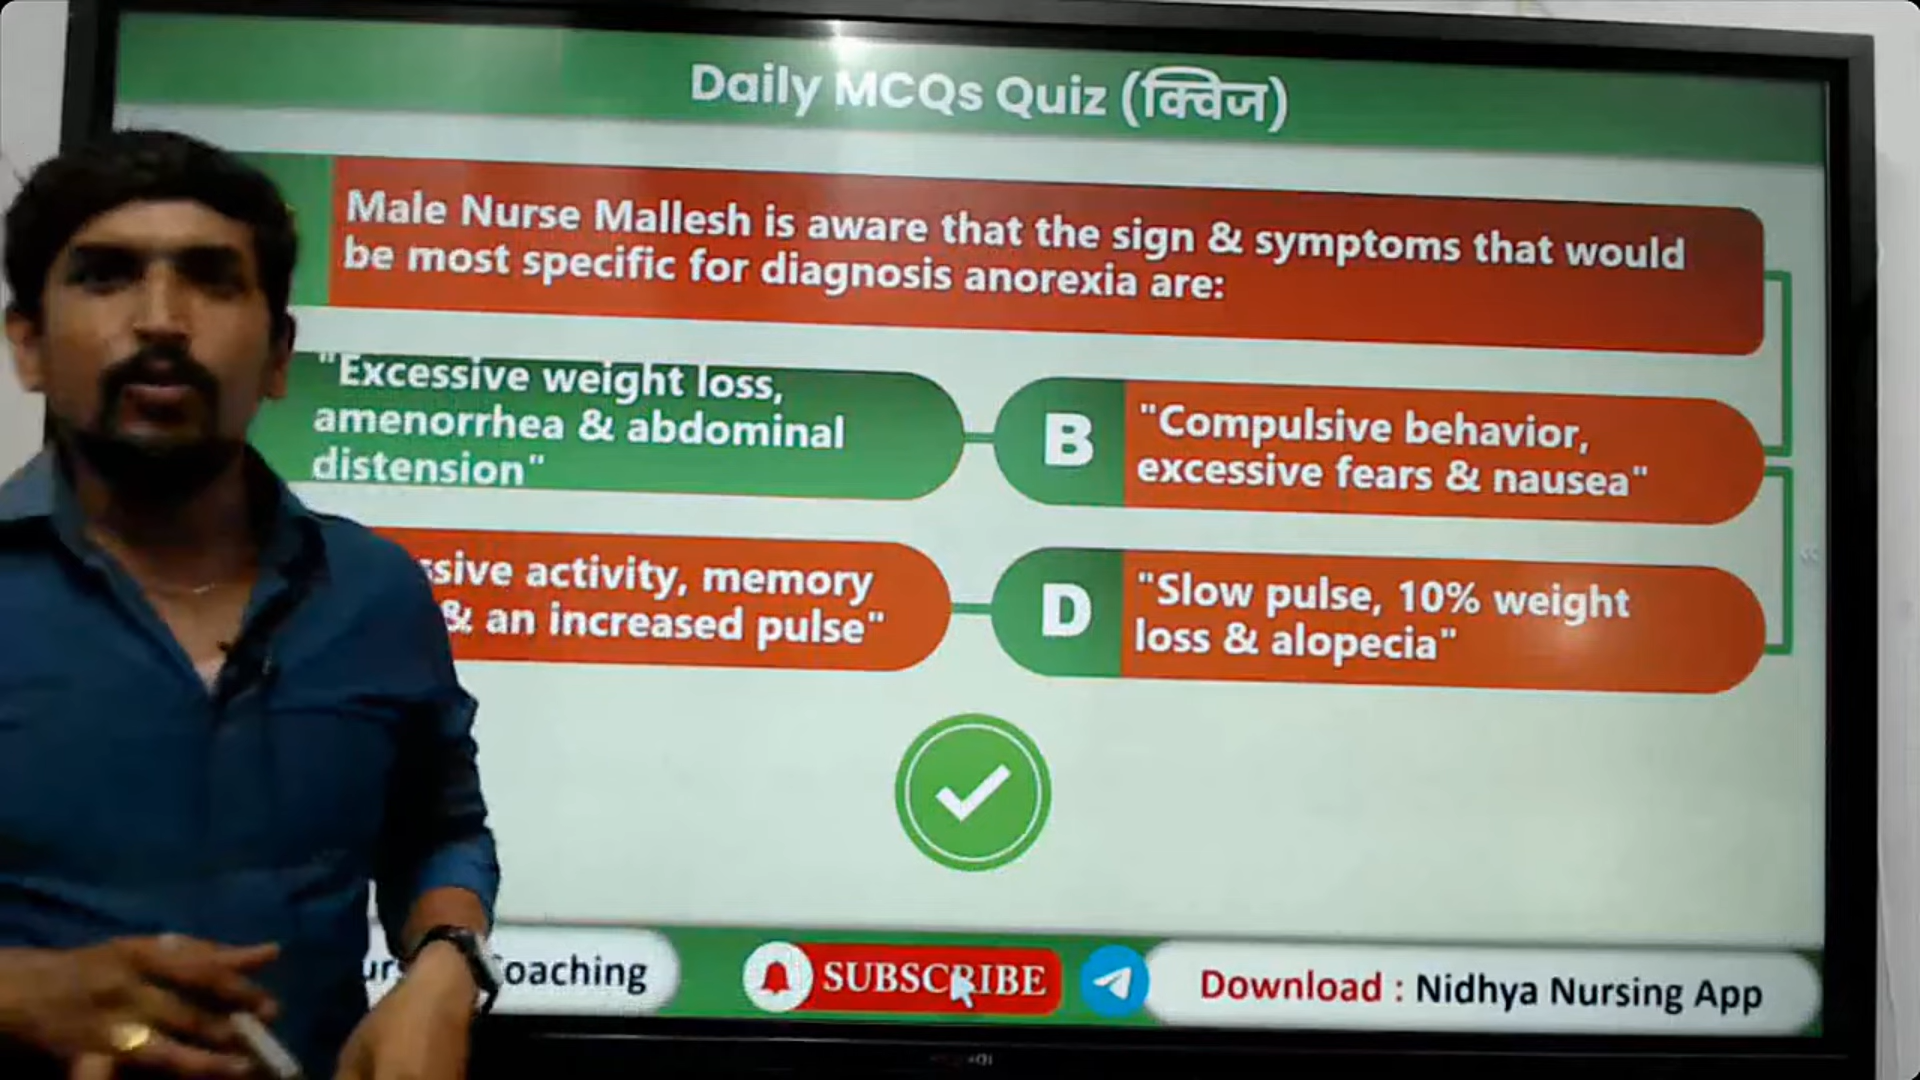 Daily MCQs Quiz (क्विज)
Male Nurse Mallesh is aware that the sign & symptoms that would
be most specific for diagnosis anorexia are:
"Excessive weight loss,
amenorrhea & abdominal
distension"
B
"Compulsive behavior,
excessive fears & nausea"
activity, memory
& an increased pulse"
D
"Slow pulse, 10% weight
loss & alopecia"
Coaching
SUBSCRIBE
Download : Nidhya Nursing App